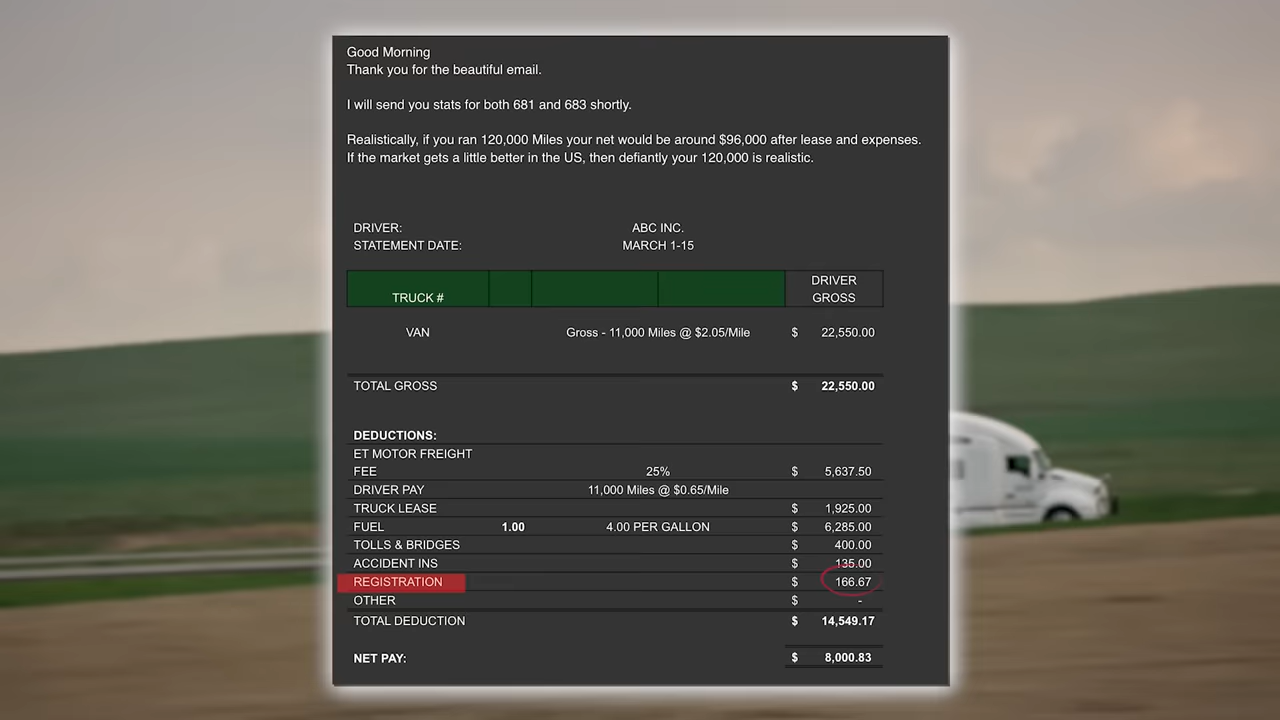 Good Morning
Thank you for the beautiful email.
I will send you stats for both 681 and 683 shortly.
Realistically, if you ran 120,000 Miles your net would be around $96,000 after lease and expenses.
If the market gets a little better in the US, then defiantly your 120,000 is realistic.
DRIVER: ABC INC.
STATEMENT DATE: MARCH 1-15
TRUCK # DRIVER GROSS
VAN Gross - 11,000 Miles @ $2.05/Mile $ 22,550.00
TOTAL GROSS $ 22,550.00
DEDUCTIONS:
ET MOTOR FREIGHT
FEE 25% $ 5,637.50
DRIVER PAY 11,000 Miles @ $0.65/Mile
TRUCK LEASE $ 1,925.00
FUEL 1.00 4.00 PER GALLON $ 6,285.00
TOLLS & BRIDGES $ 400.00
ACCIDENT INS $ 135.00
REGISTRATION $ 166.67
OTHER $ -
TOTAL DEDUCTION $ 14,549.17
NET PAY: $ 8,000.83